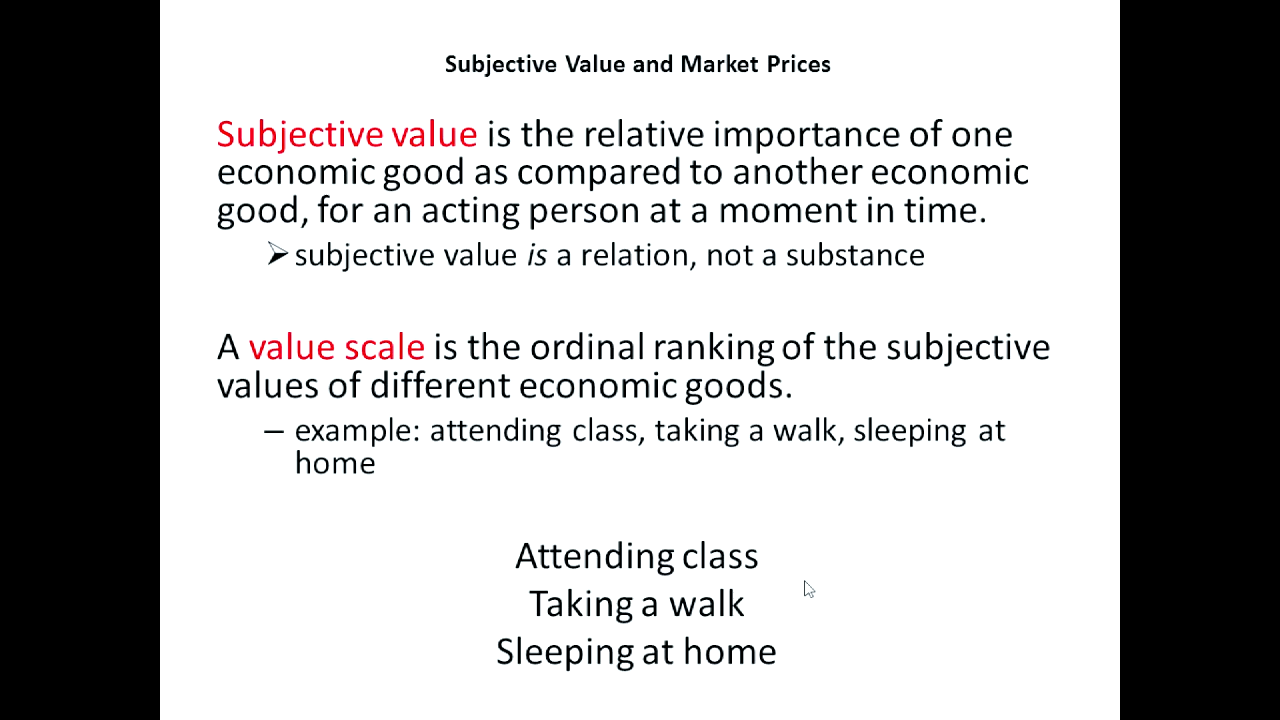 Subjective Value and Market Prices
Subjective value is the relative importance of one
economic good as compared to another economic
good, for an acting person at a moment in time.
➢ subjective value is a relation, not a substance
A value scale is the ordinal ranking of the subjective
values of different economic goods.
– example: attending class, taking a walk, sleeping at
home
Attending class
Taking a walk
Sleeping at home